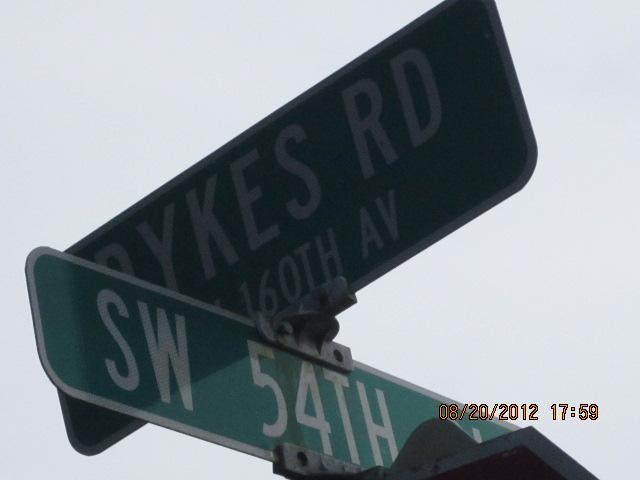 DYKES RD
160TH AV
SW 54TH
08/20/2012 17:59